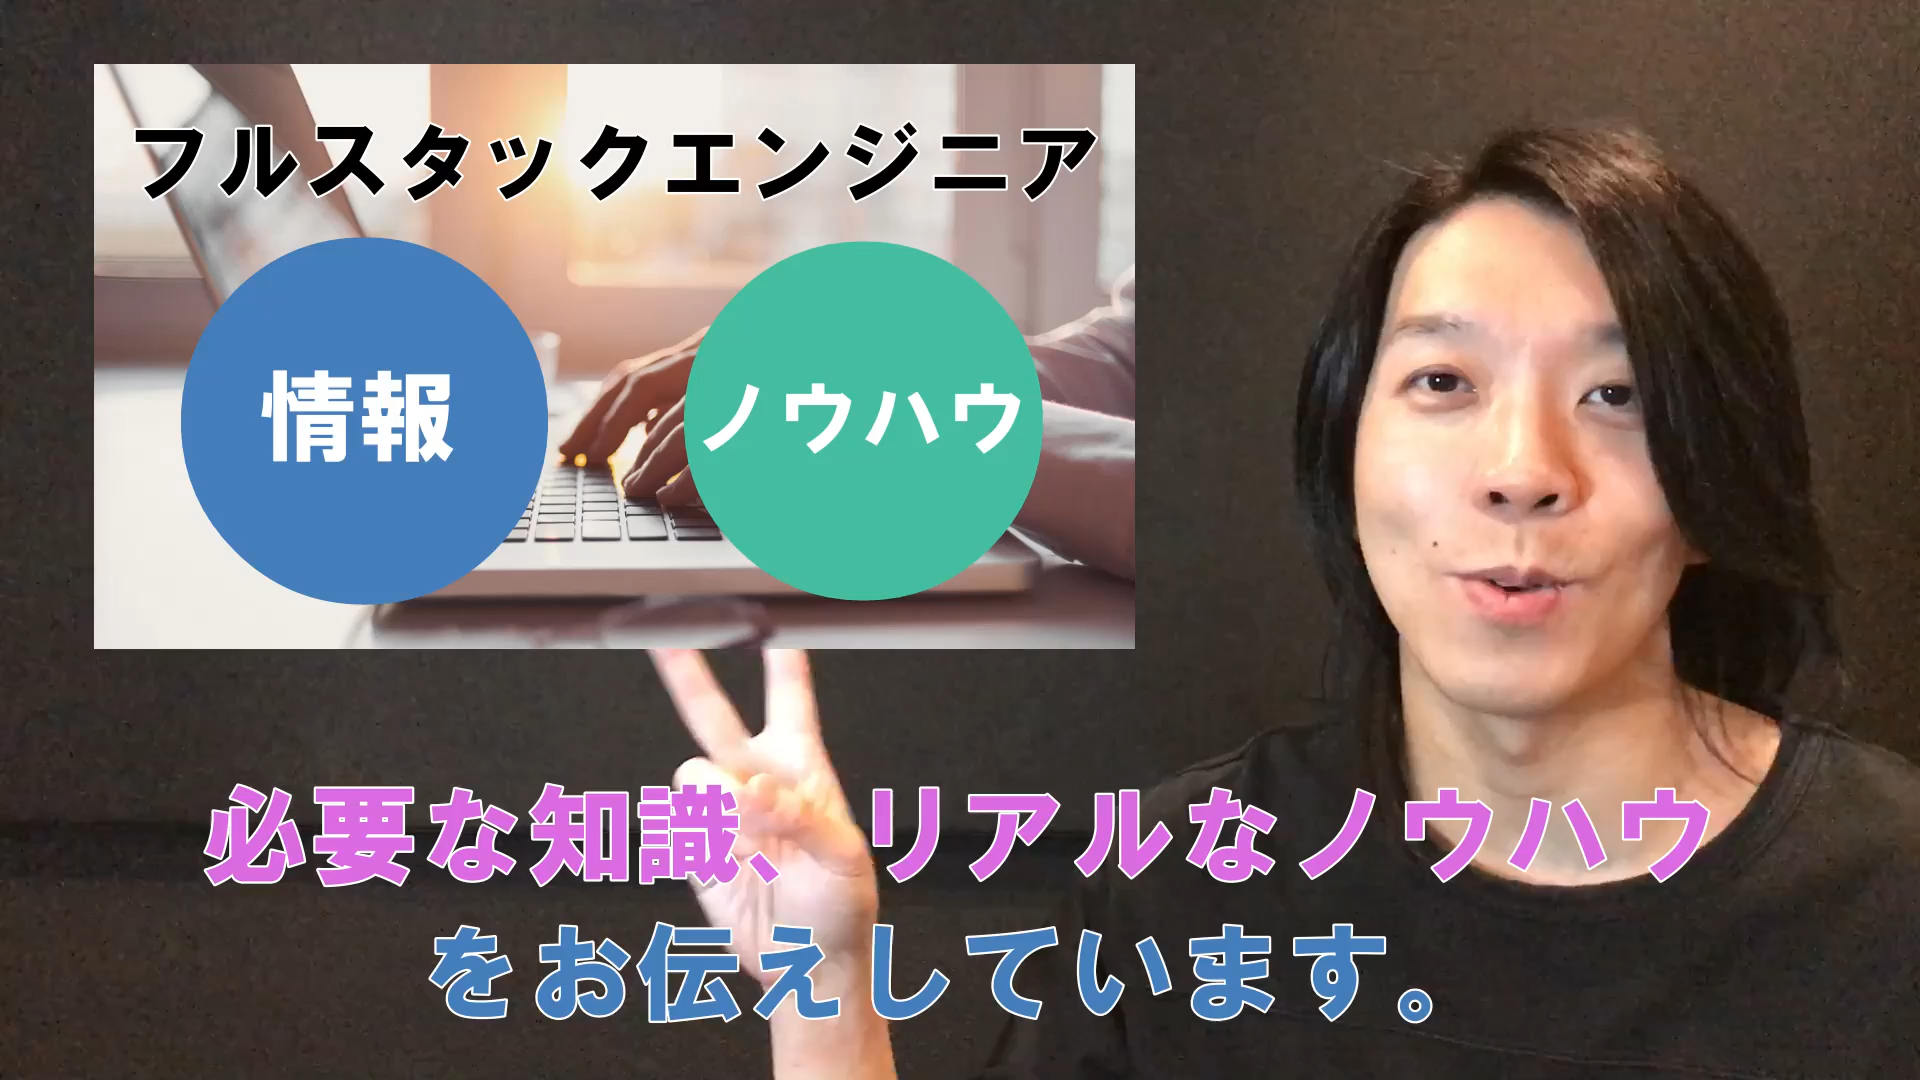 フルスタックエンジニア
情報
ノウハウ
必要な知識、リアルなノウハウ
をお伝えしています。